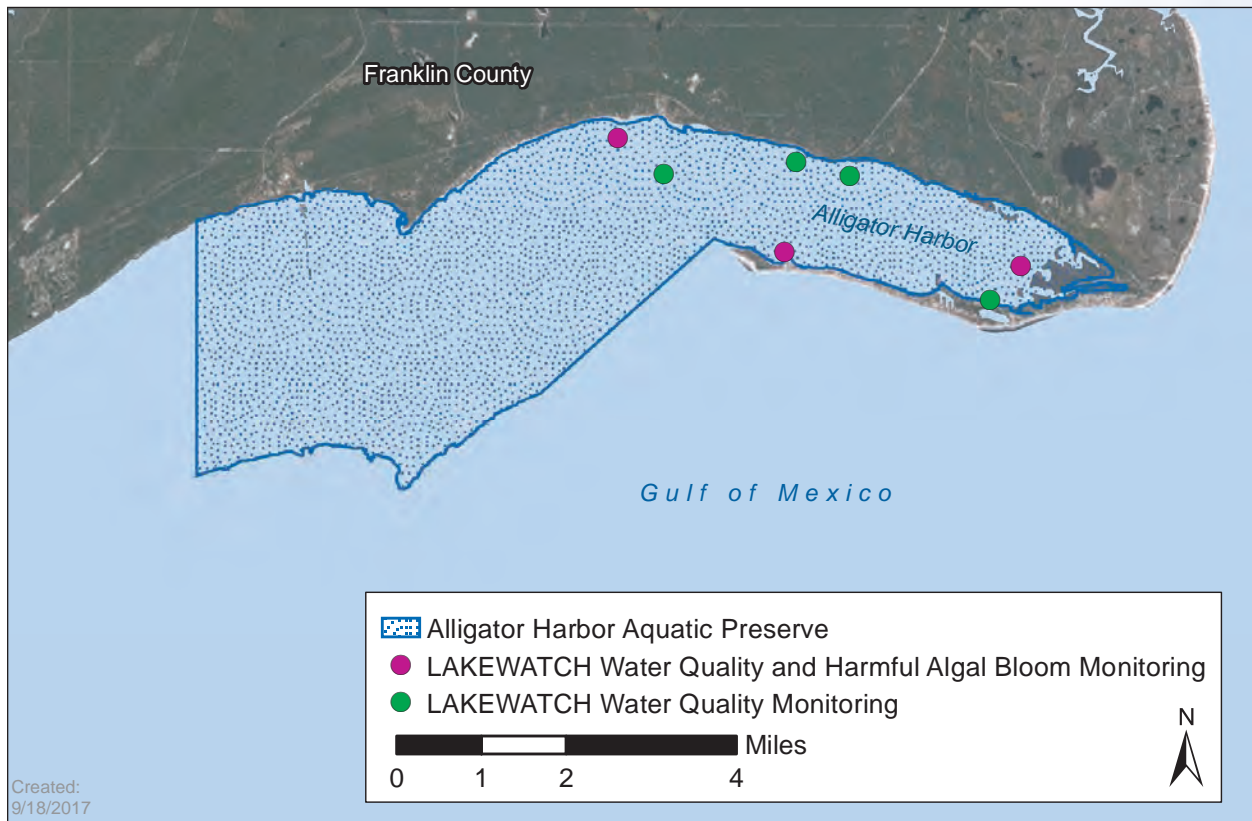 Franklin County
Alligator Harbor
Gulf of Mexico
Alligator Harbor Aquatic Preserve
LAKEWATCH Water Quality and Harmful Algal Bloom Monitoring
LAKEWATCH Water Quality Monitoring
Miles
0 1 2 4
N
Created:
9/18/2017